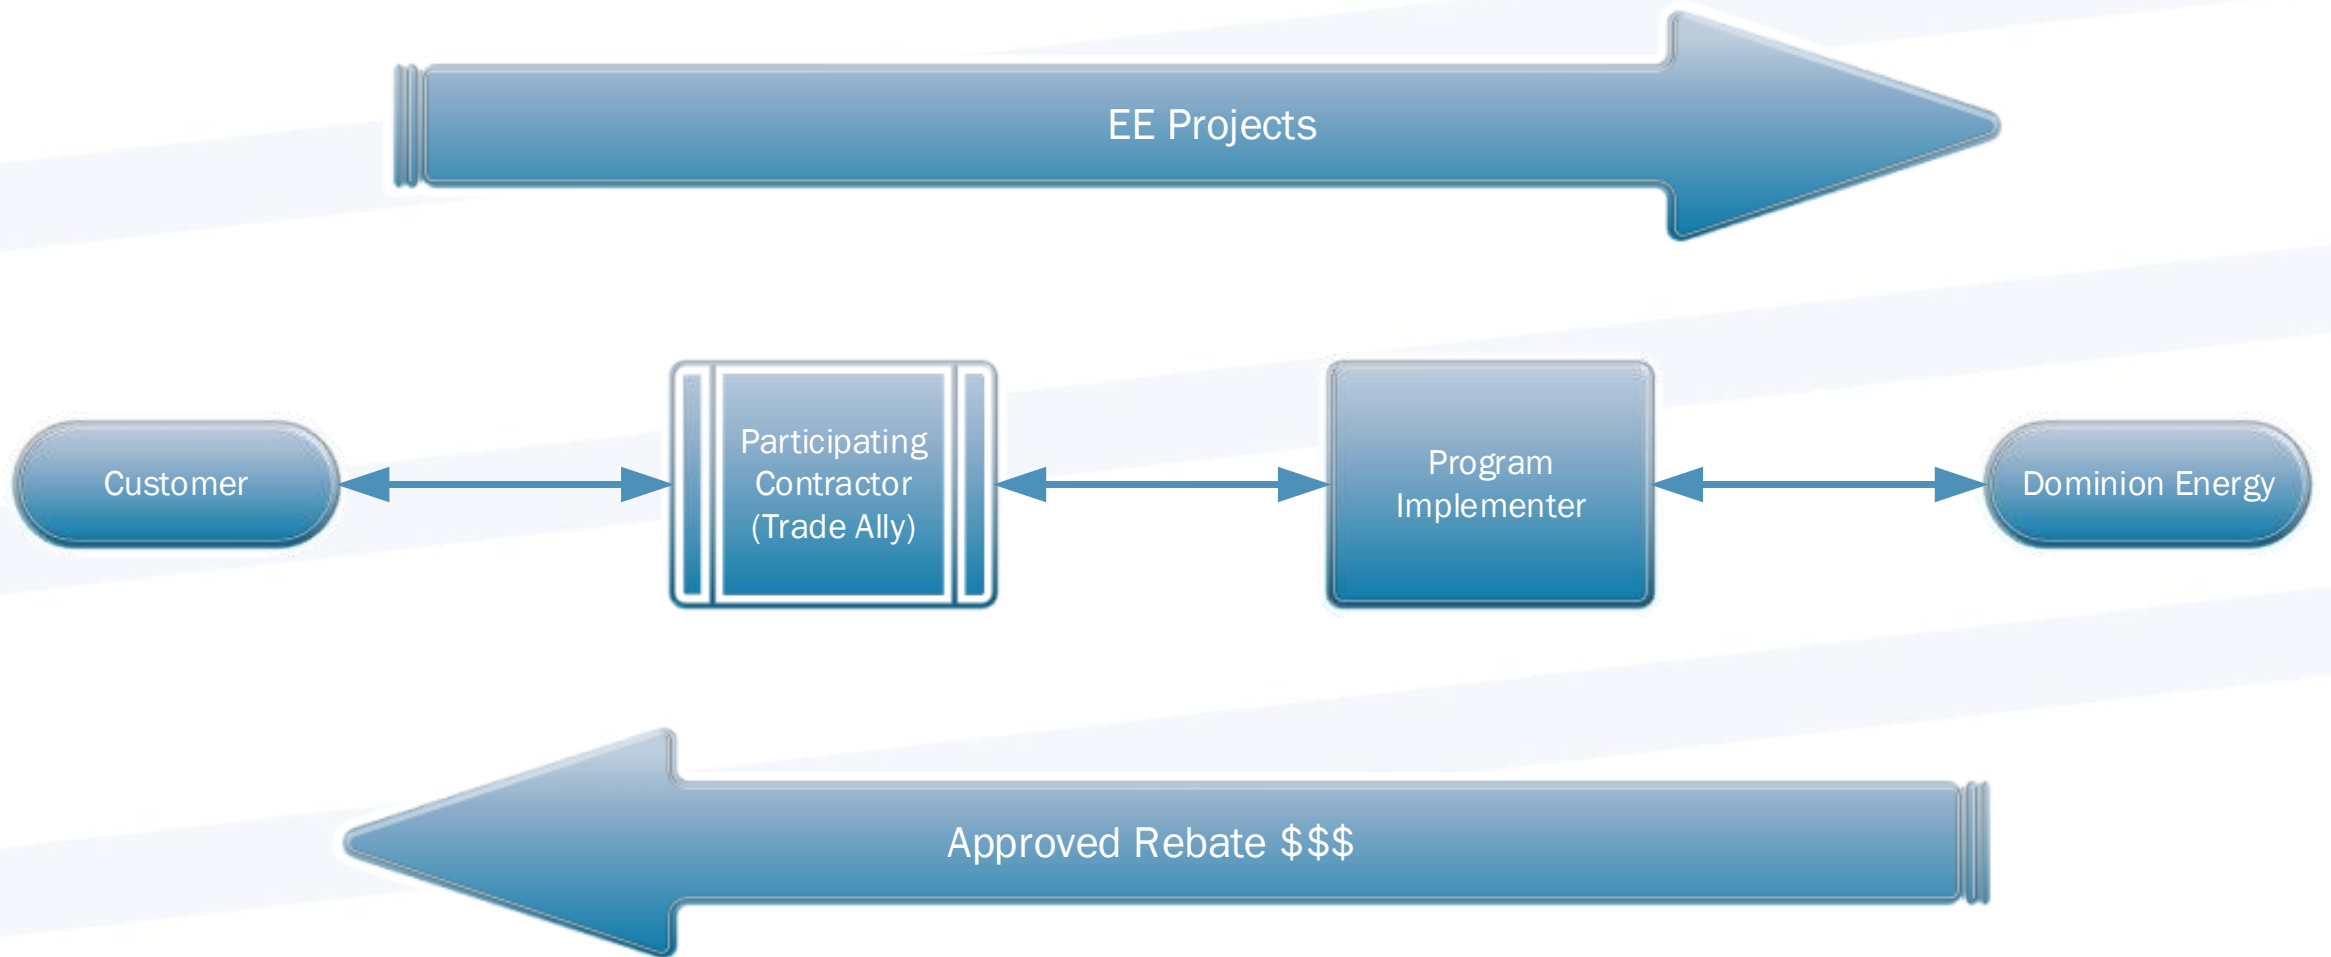 EE Projects
Customer
Participating
Contractor
(Trade Ally)
Program
Implementer
Dominion Energy
Approved Rebate $$$